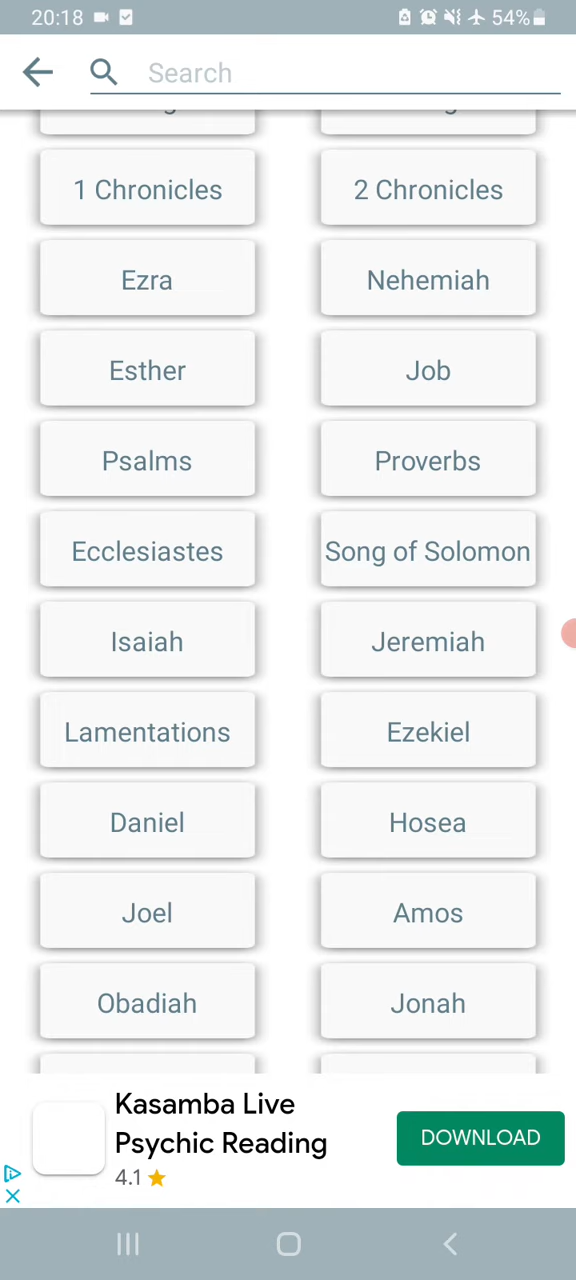 20:18
54%
Search
1 Chronicles
2 Chronicles
Ezra
Nehemiah
Esther
Job
Psalms
Proverbs
Ecclesiastes
Song of Solomon
Isaiah
Jeremiah
Lamentations
Ezekiel
Daniel
Hosea
Joel
Amos
Obadiah
Jonah
Kasamba Live
Psychic Reading
4.1
DOWNLOAD